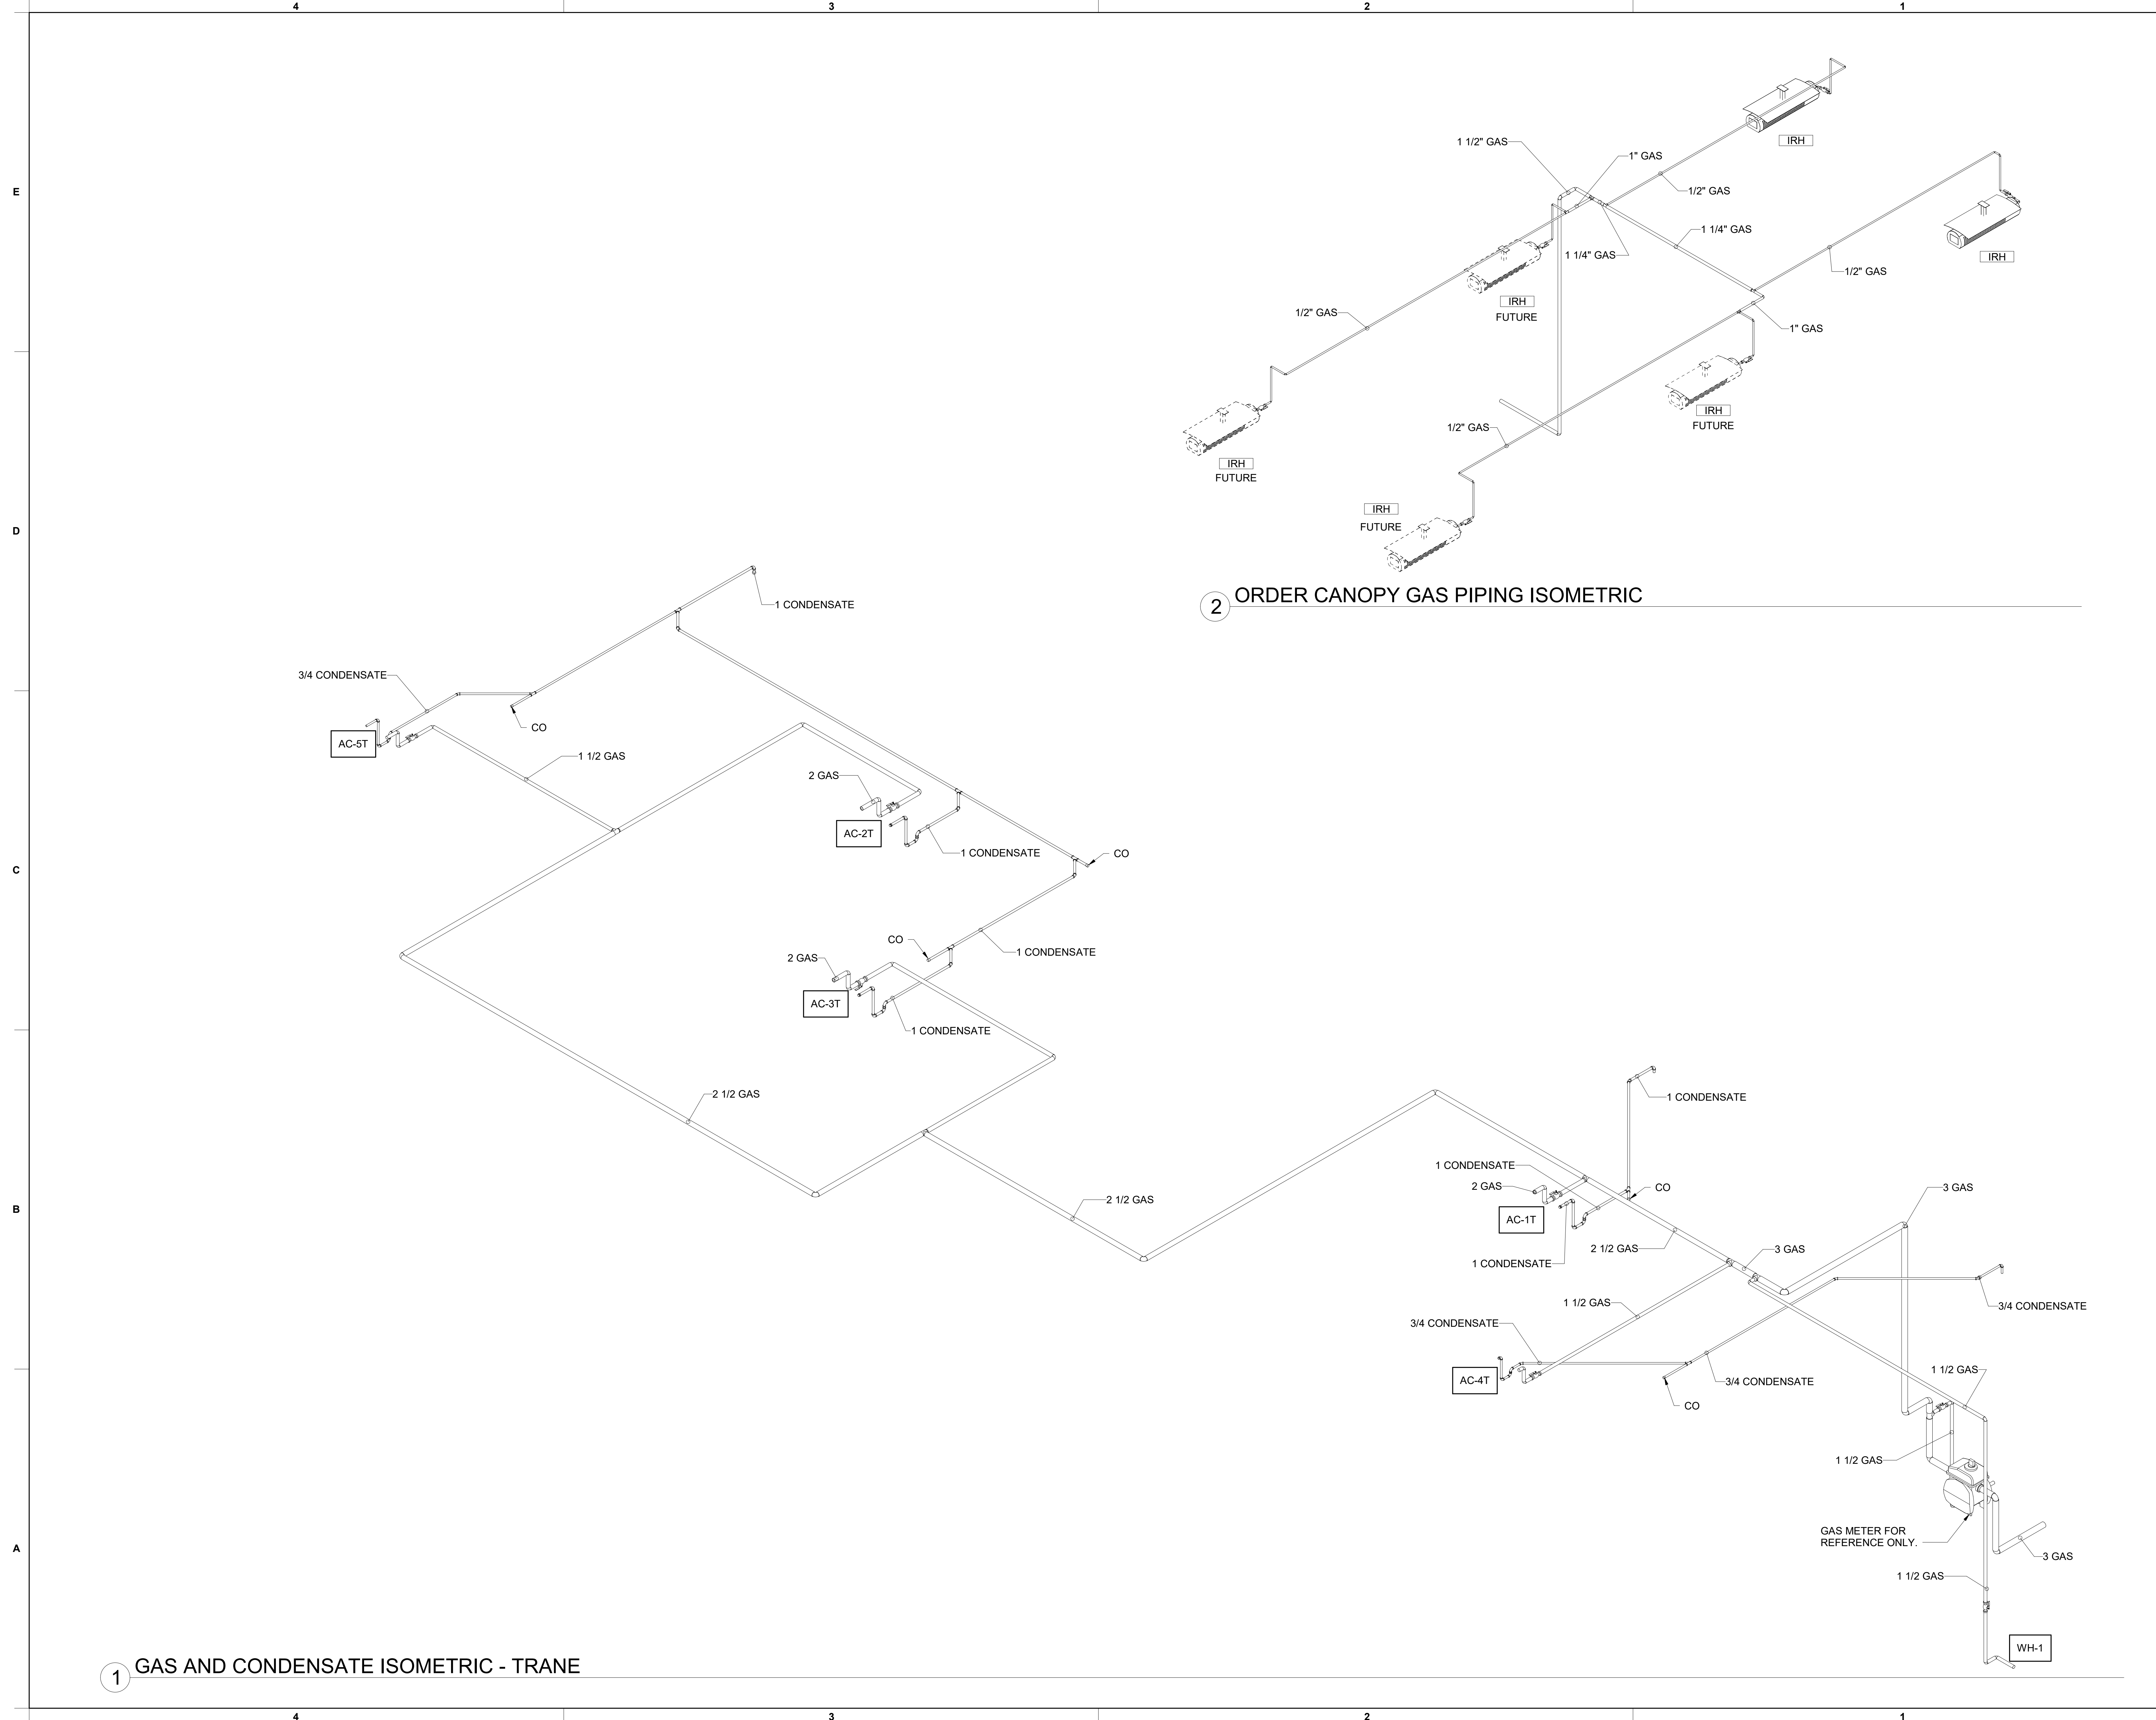 4
3
2
1
E
D
C
B
A
IRH
1 1/2" GAS
1" GAS
1/2" GAS
1 1/4" GAS
1 1/4" GAS
IRH
1/2" GAS
IRH
FUTURE
1/2" GAS
1" GAS
IRH
FUTURE
1/2" GAS
IRH
FUTURE
IRH
FUTURE
2
ORDER CANOPY GAS PIPING ISOMETRIC
1 CONDENSATE
3/4 CONDENSATE
CO
AC-5T
1 1/2 GAS
2 GAS
AC-2T
1 CONDENSATE
CO
CO
1 CONDENSATE
2 GAS
AC-3T
1 CONDENSATE
2 1/2 GAS
1 CONDENSATE
1 CONDENSATE
2 GAS
CO
3 GAS
2 1/2 GAS
AC-1T
2 1/2 GAS
3 GAS
1 CONDENSATE
1 1/2 GAS
3/4 CONDENSATE
3/4 CONDENSATE
AC-4T
3/4 CONDENSATE
1 1/2 GAS
CO
1 1/2 GAS
GAS METER FOR
REFERENCE ONLY.
3 GAS
1 1/2 GAS
WH-1
1
GAS AND CONDENSATE ISOMETRIC - TRANE
4
3
2
1